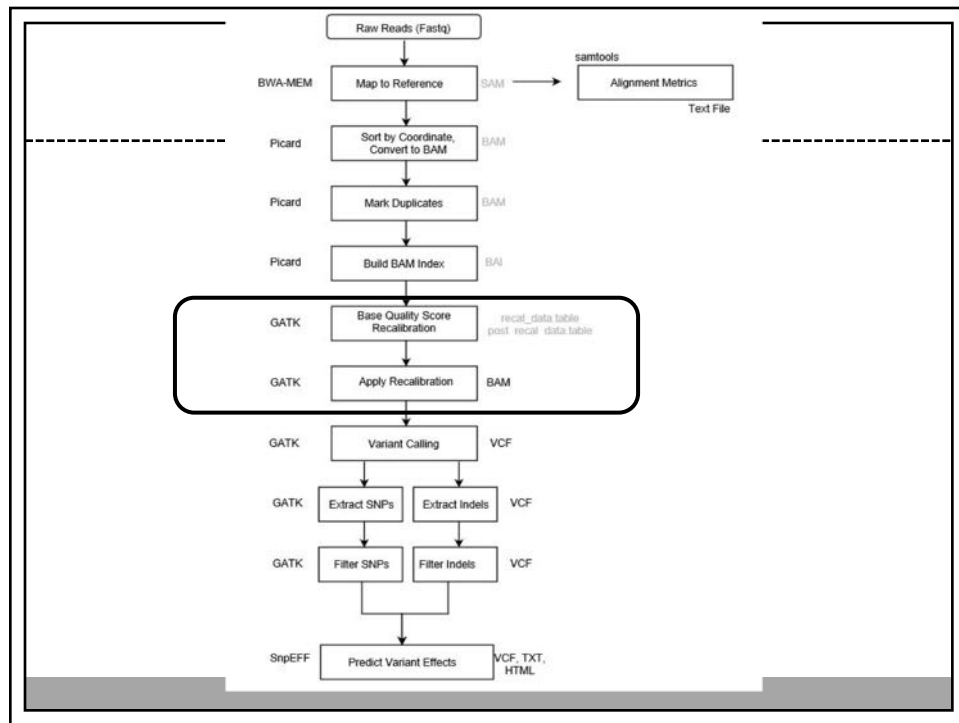 Raw Reads (Fastq)
samtools
BWA-MEM
Map to Reference
SAM
Alignment Metrics
Text File
Picard
Sort by Coordinate,
Convert to BAM
BAM
Picard
Mark Duplicates
BAM
Picard
Build BAM Index
BAI
GATK
Base Quality Score
Recalibration
recal_data.table
post_recal_data.table
GATK
Apply Recalibration
BAM
GATK
Variant Calling
VCF
GATK
Extract SNPs
Extract Indels
VCF
GATK
Filter SNPs
Filter Indels
VCF
SnpEFF
Predict Variant Effects
VCF, TXT,
HTML